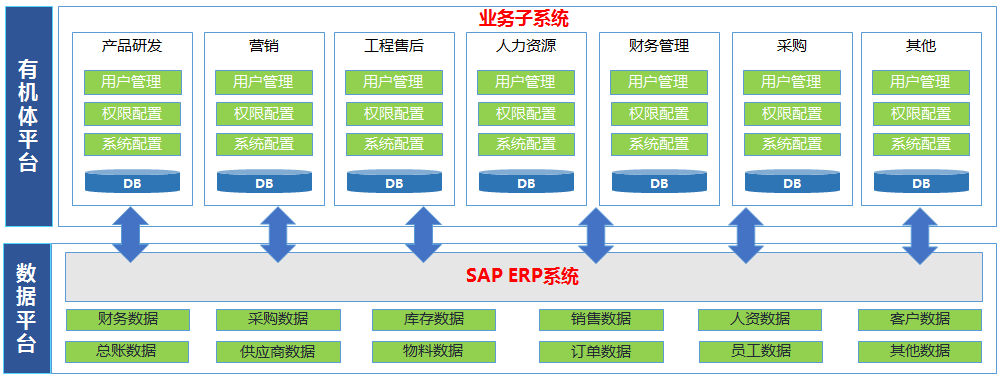 有机体平台
业务子系统
产品研发
用户管理
权限配置
系统配置
DB
营销
用户管理
权限配置
系统配置
DB
工程售后
用户管理
权限配置
系统配置
DB
人力资源
用户管理
权限配置
系统配置
DB
财务管理
用户管理
权限配置
系统配置
DB
采购
用户管理
权限配置
系统配置
DB
其他
用户管理
权限配置
系统配置
DB
数据平台
SAP ERP系统
财务数据
采购数据
库存数据
销售数据
人资数据
客户数据
总账数据
供应商数据
物料数据
订单数据
员工数据
其他数据